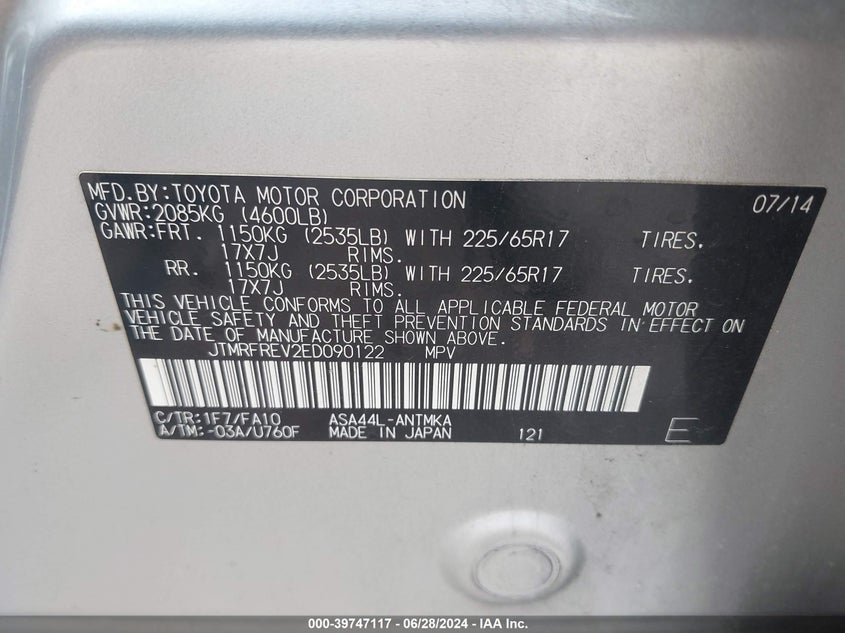 MFD.BY:TOYOTA MOTOR CORPORATION 07/14
GVWR:2085KG (4600LB)
GAWR:FRT. 1150KG (2535LB) WITH 225/65R17 TIRES.
17X7J RIMS.
RR. 1150KG (2535LB) WITH 225/65R17 TIRES.
17X7J RIMS.
THIS VEHICLE CONFORMS TO ALL APPLICABLE FEDERAL MOTOR
VEHICLE SAFETY AND THEFT PREVENTION STANDARDS IN EFFECT ON
THE DATE OF MANUFACTURE SHOWN ABOVE.
JTMRFREV2ED090122 MPV
C/TR:1F7/FA10 ASA44L-ANTMKA
A/TM:-03A/U760F MADE IN JAPAN 121 E
000-39747117 - 06/28/2024 - IAA Inc.